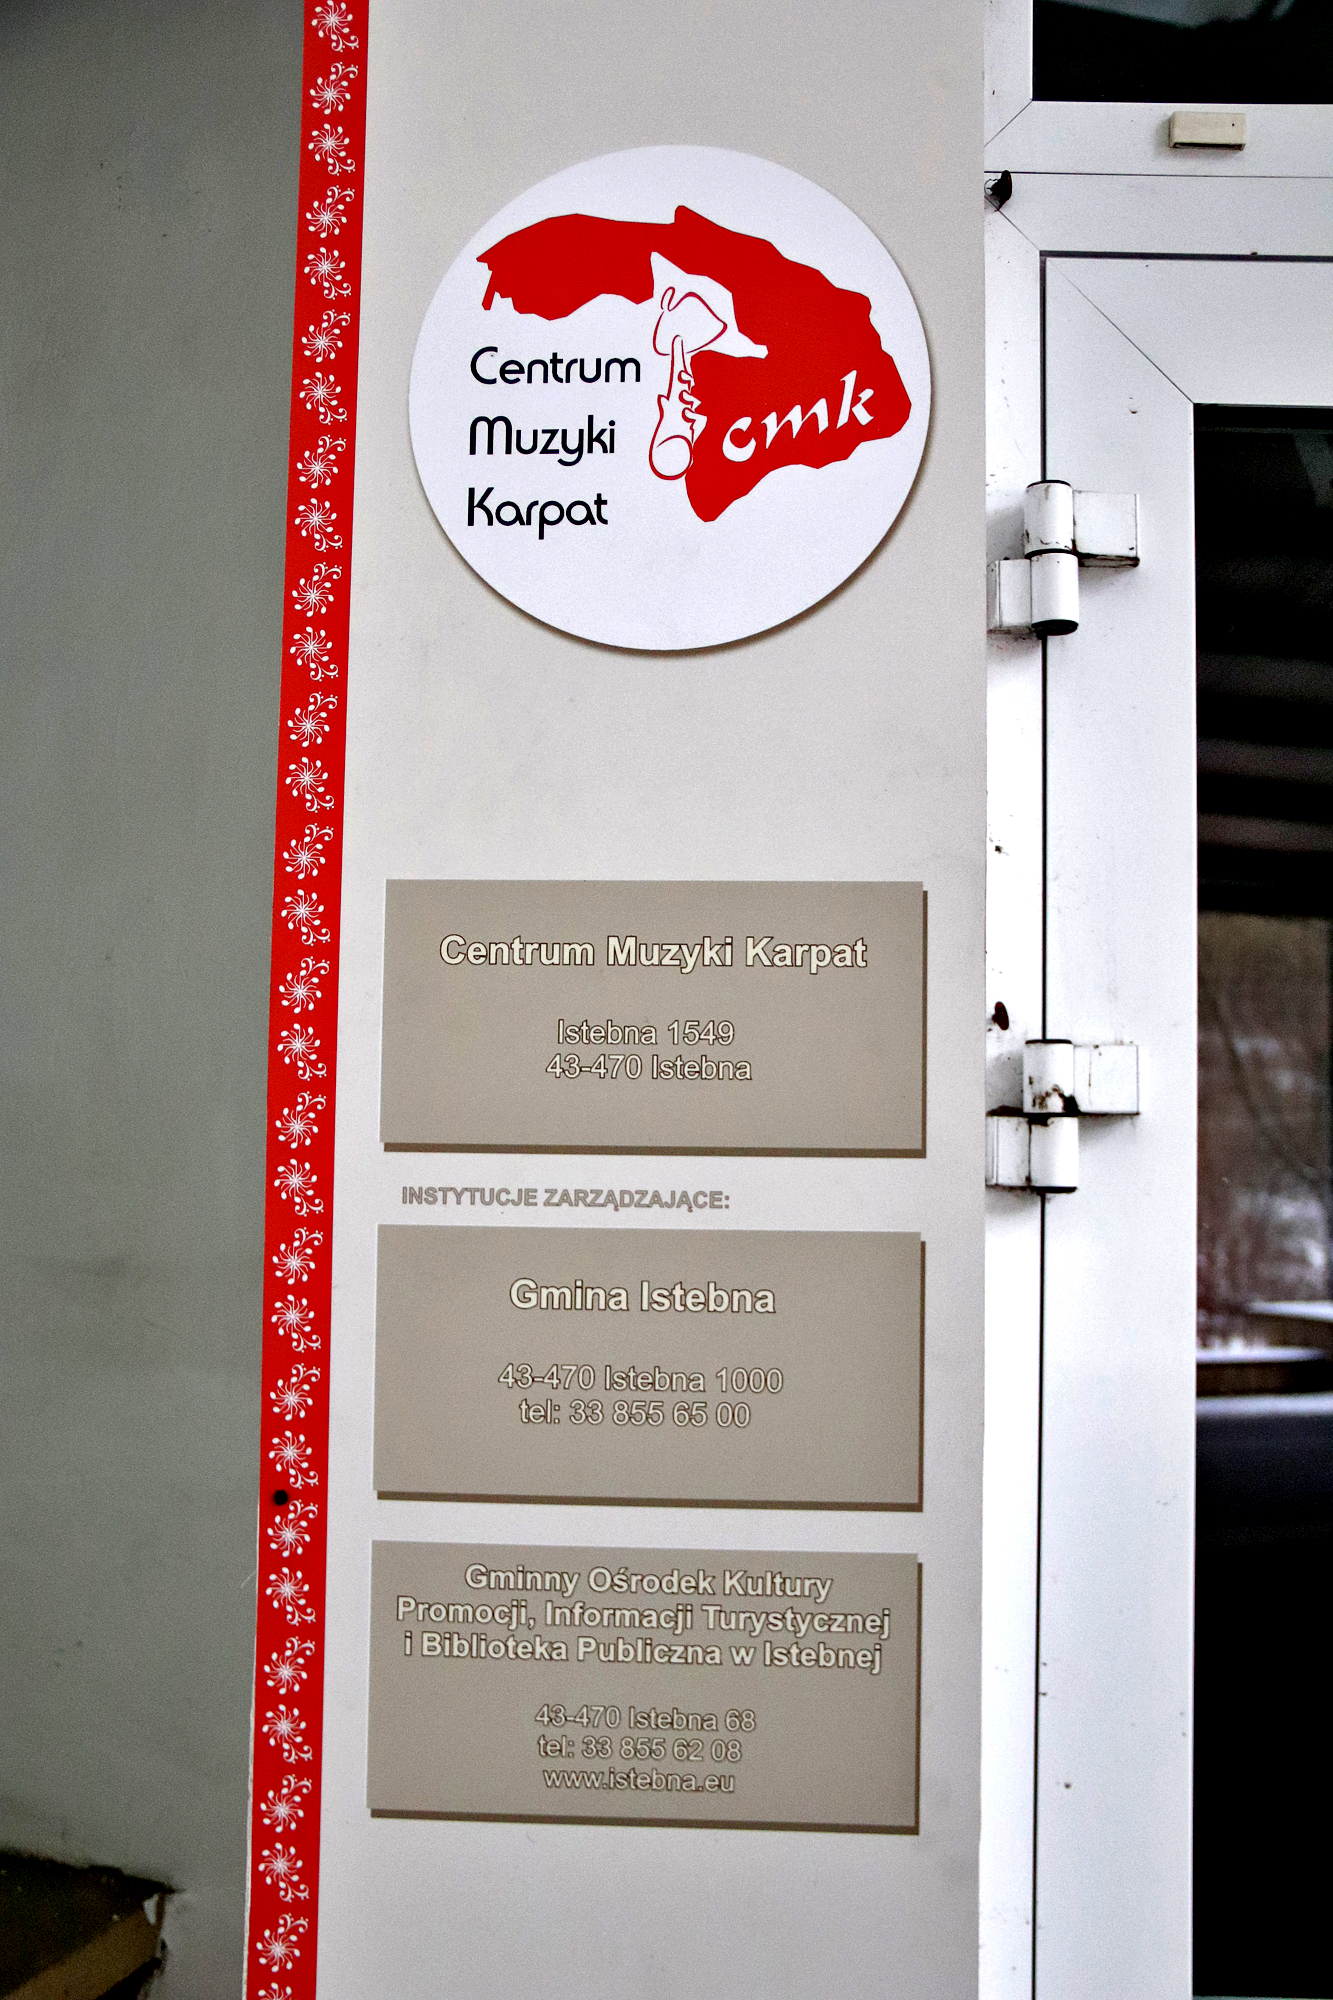 Centrum
Muzyki
Karpat
cmk
Centrum Muzyki Karpat
Istebna 1549
43-470 Istebna
INSTYTUCJE ZARZĄDZAJĄCE:
Gmina Istebna
43-470 Istebna 1000
tel: 33 855 65 00
Gminny Ośrodek Kultury
Promocji, Informacji Turystycznej
i Biblioteka Publiczna w Istebnej
43-470 Istebna 68
tel: 33 855 62 08
www.istebna.eu